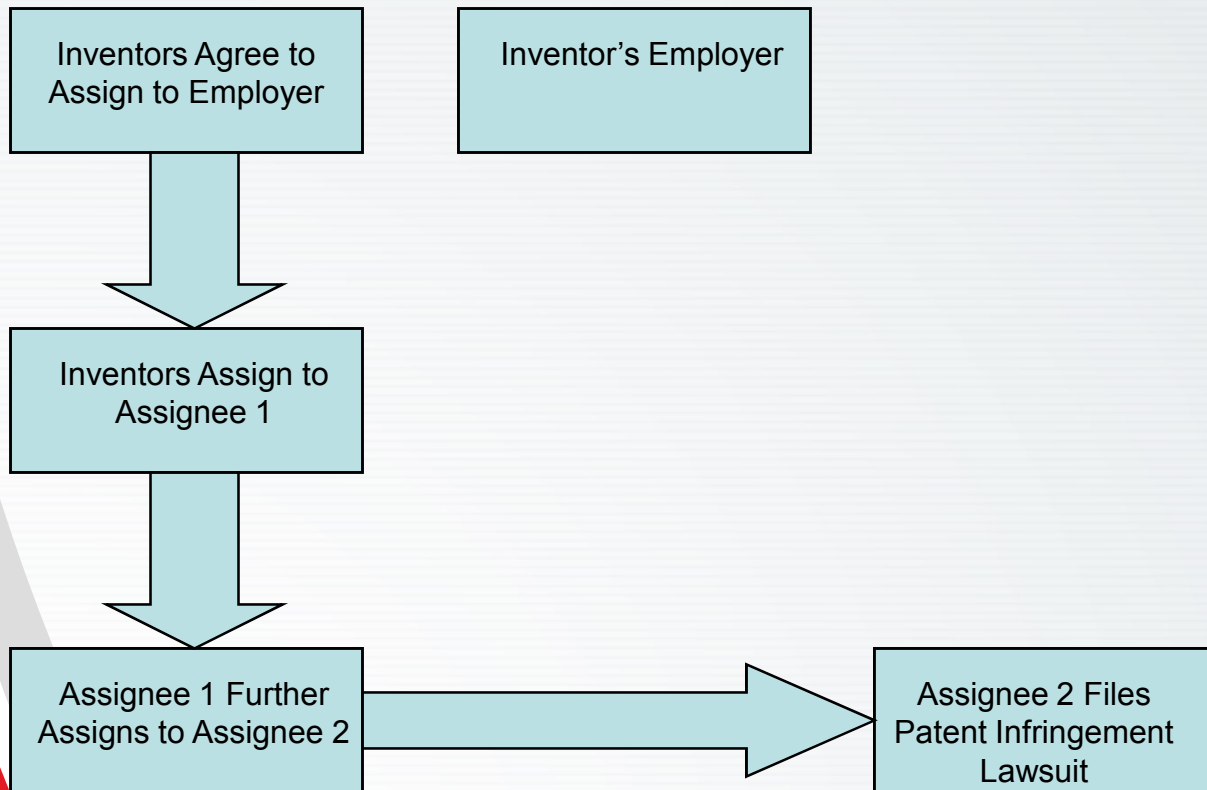 Inventors Agree to
Assign to Employer
Inventor’s Employer
Inventors Assign to
Assignee 1
Assignee 1 Further
Assigns to Assignee 2
Assignee 2 Files
Patent Infringement
Lawsuit